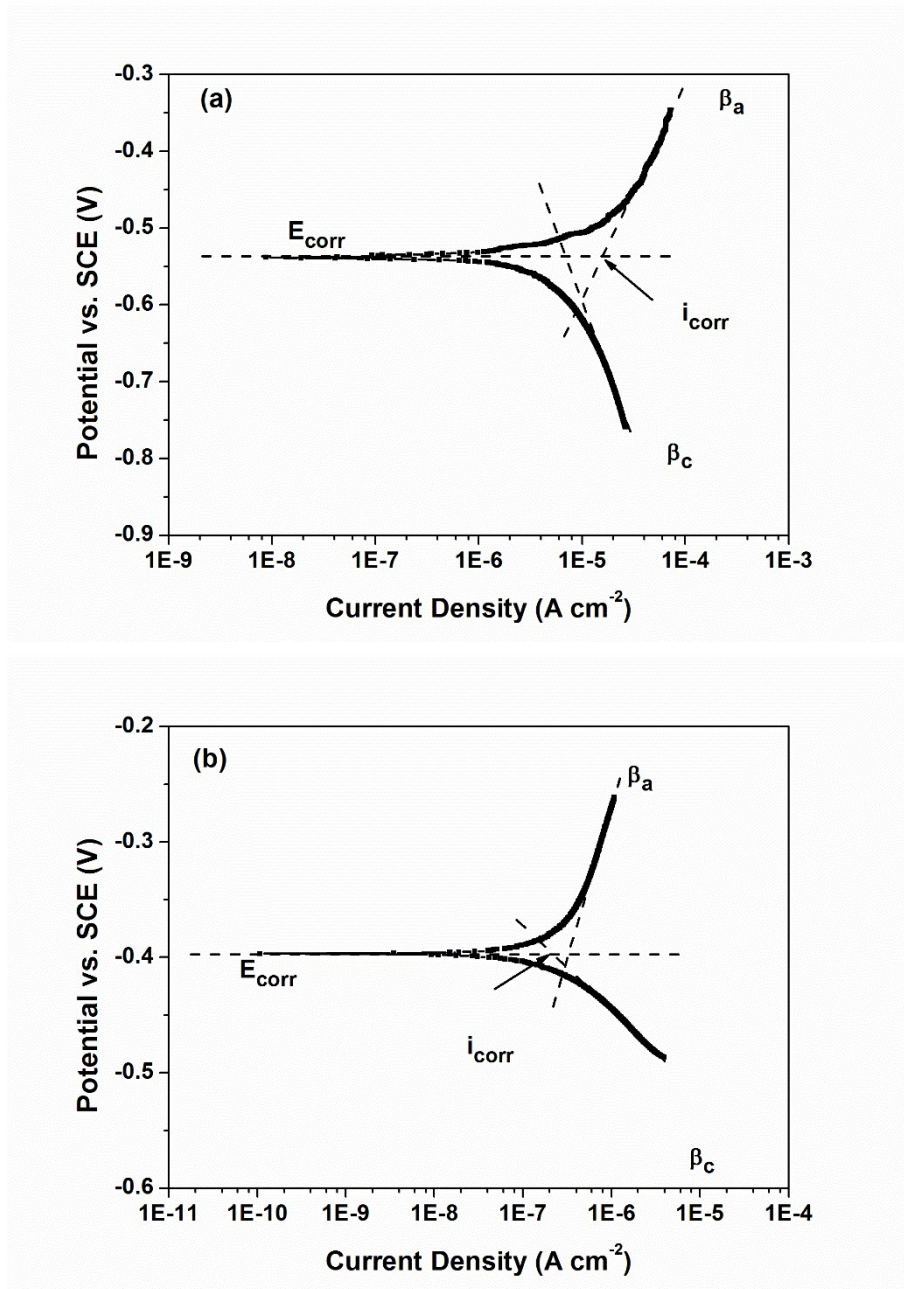 (a)
βa
-0.3
-0.4
-0.5
-0.6
-0.7
-0.8
-0.9
Potential vs. SCE (V)
Ecorr
icorr
βc
1E-9 1E-8 1E-7 1E-6 1E-5 1E-4 1E-3
Current Density (A cm-2)
(b)
βa
-0.2
-0.3
-0.4
-0.5
-0.6
Potential vs. SCE (V)
Ecorr
icorr
βc
1E-11 1E-10 1E-9 1E-8 1E-7 1E-6 1E-5 1E-4
Current Density (A cm-2)